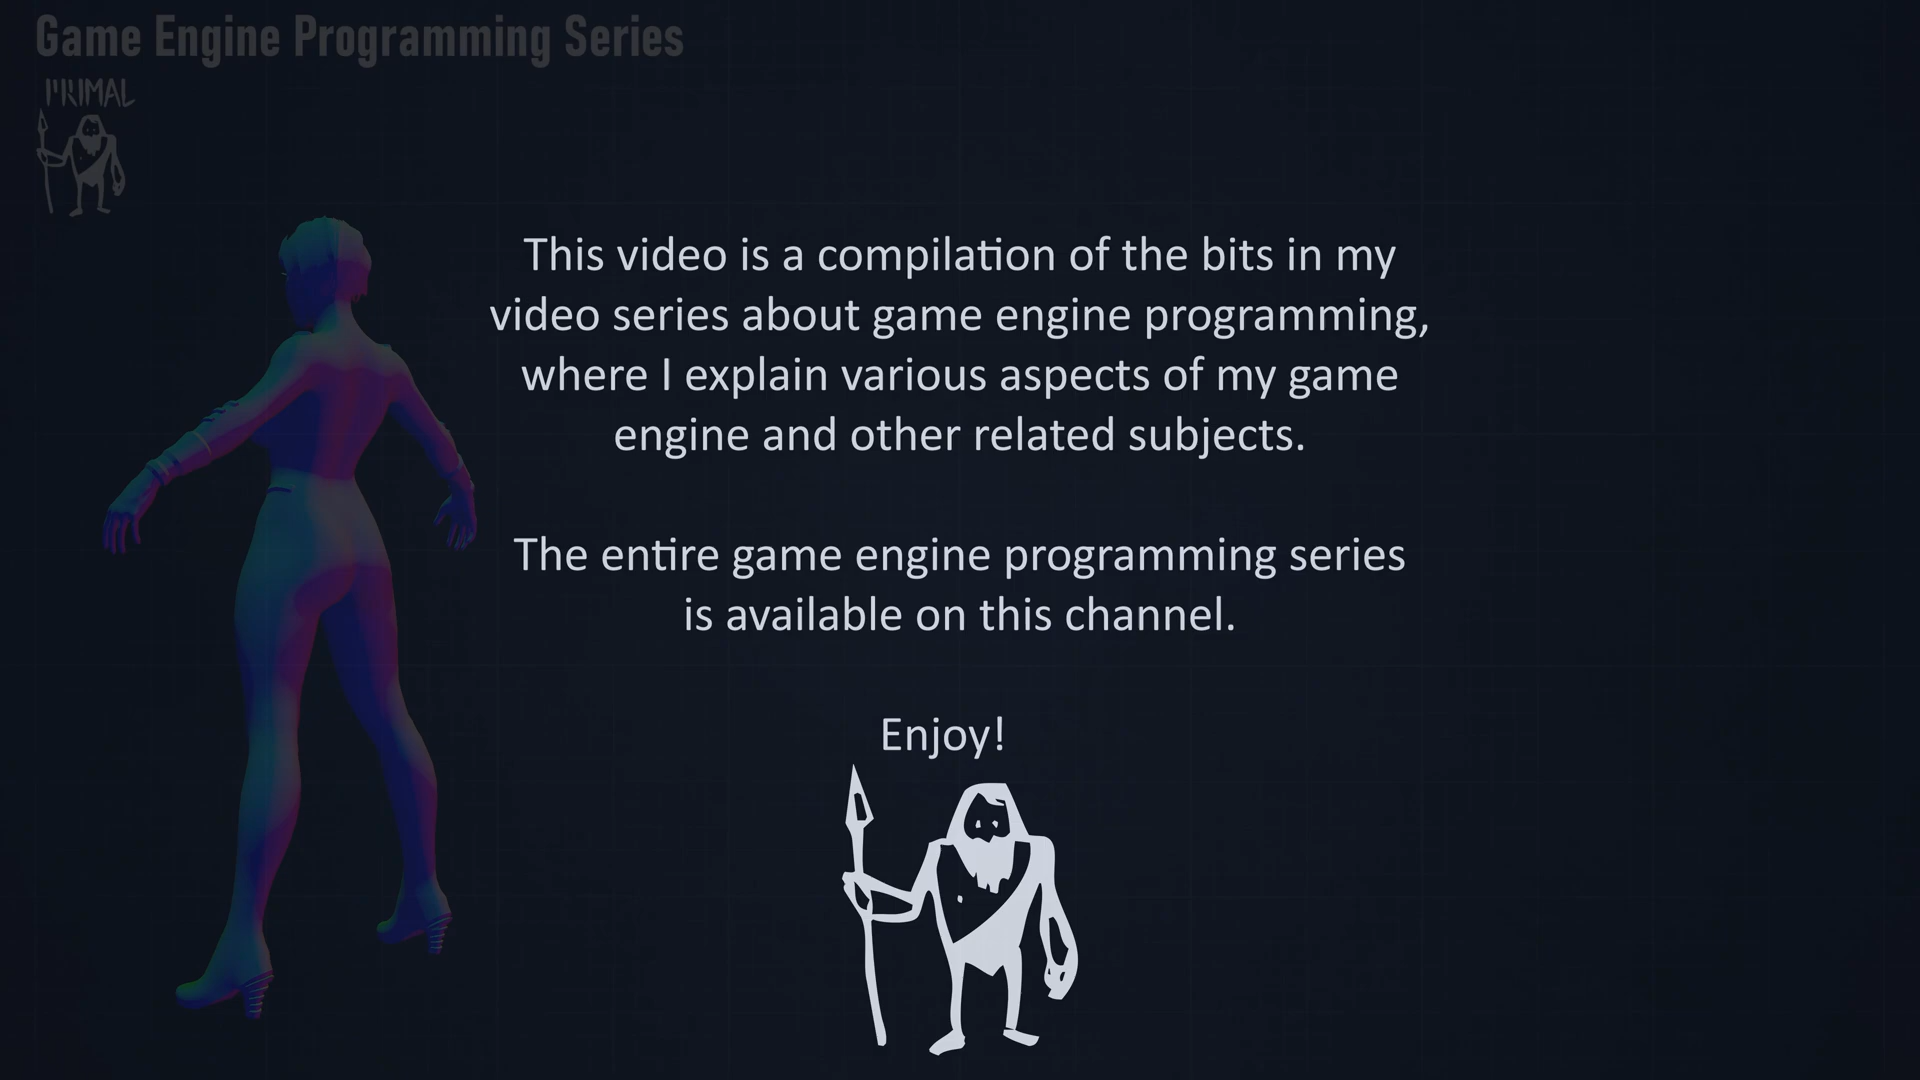 Game Engine Programming Series
PRIMAL
This video is a compilation of the bits in my
video series about game engine programming,
where I explain various aspects of my game
engine and other related subjects.
The entire game engine programming series
is available on this channel.
Enjoy!